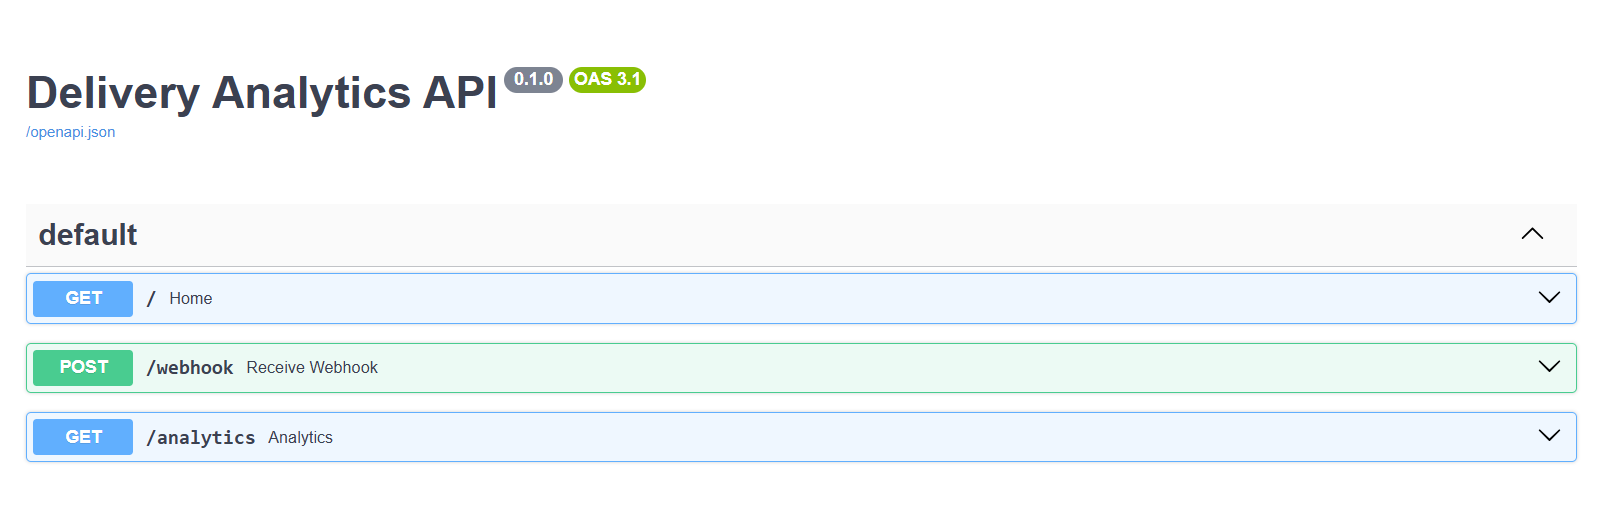 Delivery Analytics API 0.1.0 OAS 3.1
/openapi.json
default
GET / Home
POST /webhook Receive Webhook
GET /analytics Analytics